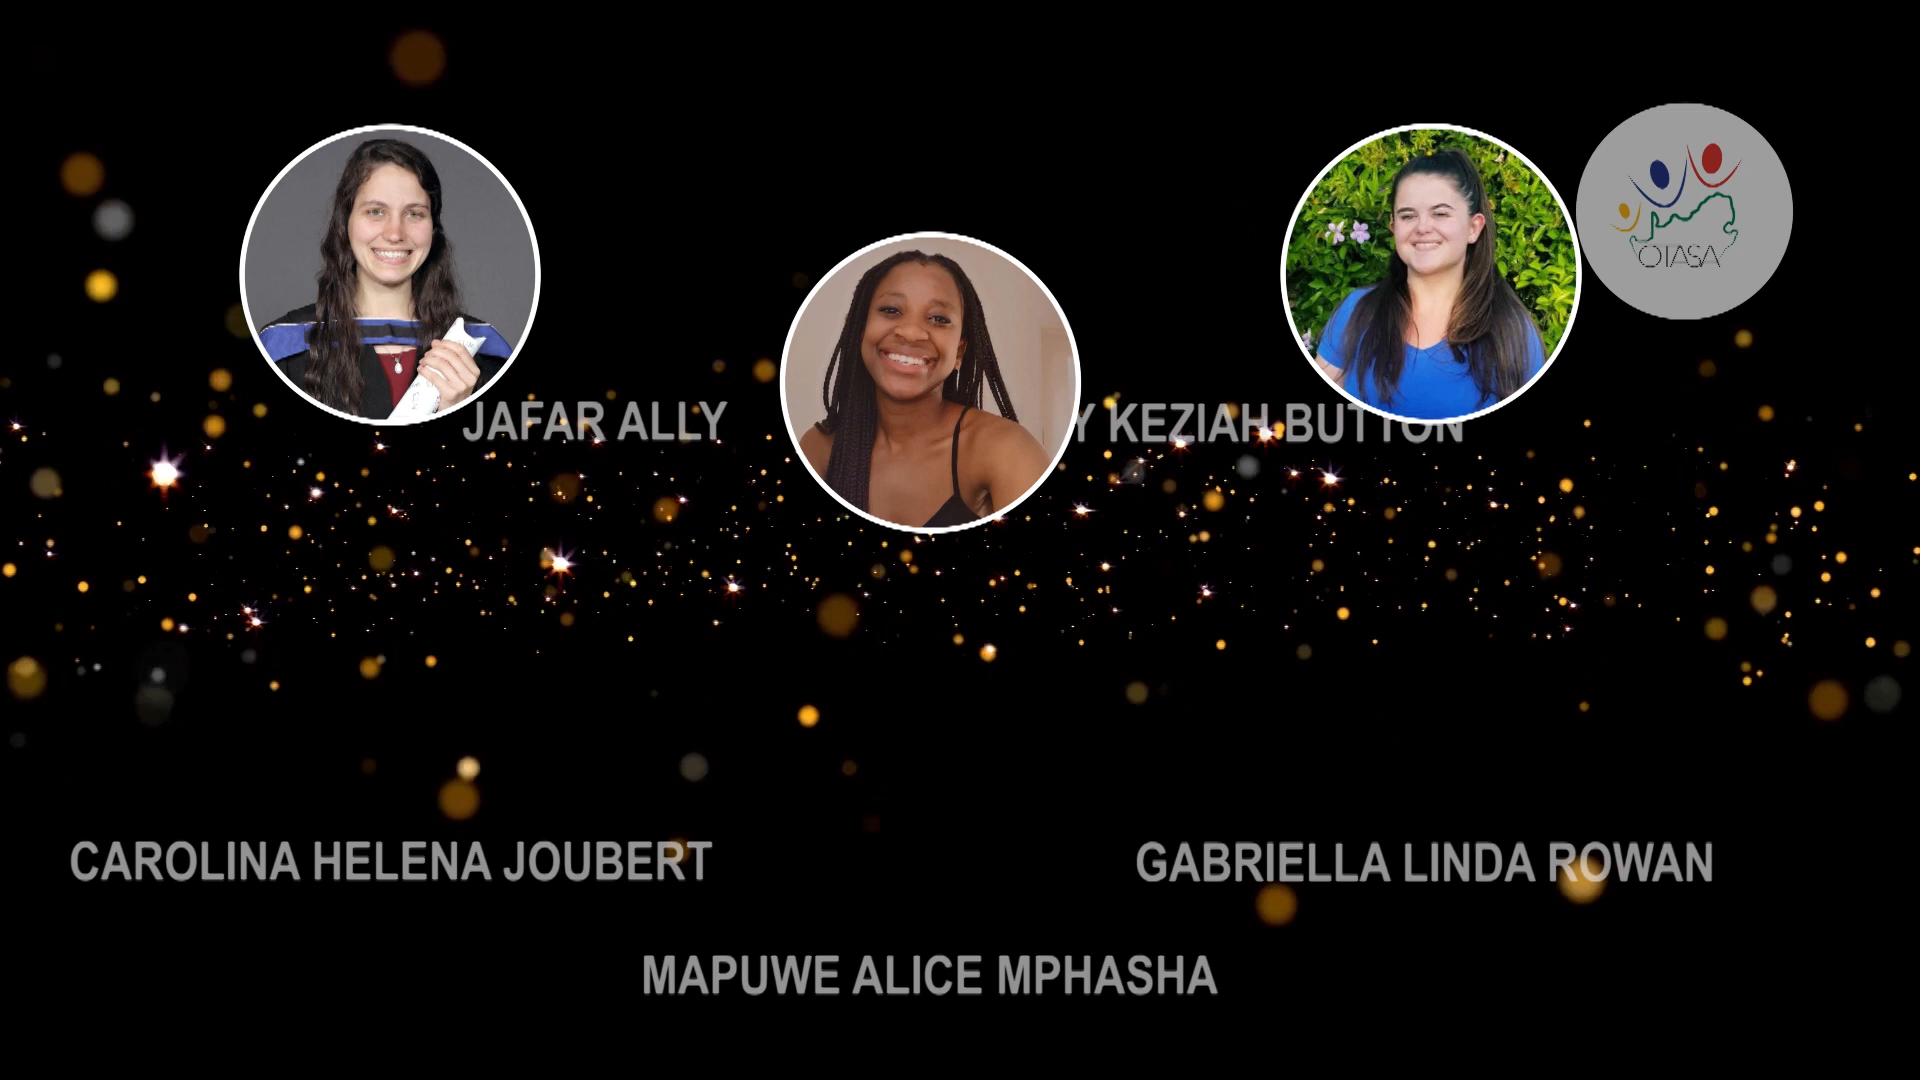 OTASA
JAFAR ALLY
KEZIAH BUTTON
CAROLINA HELENA JOUBERT
GABRIELLA LINDA ROWAN
MAPUWE ALICE MPHASHA